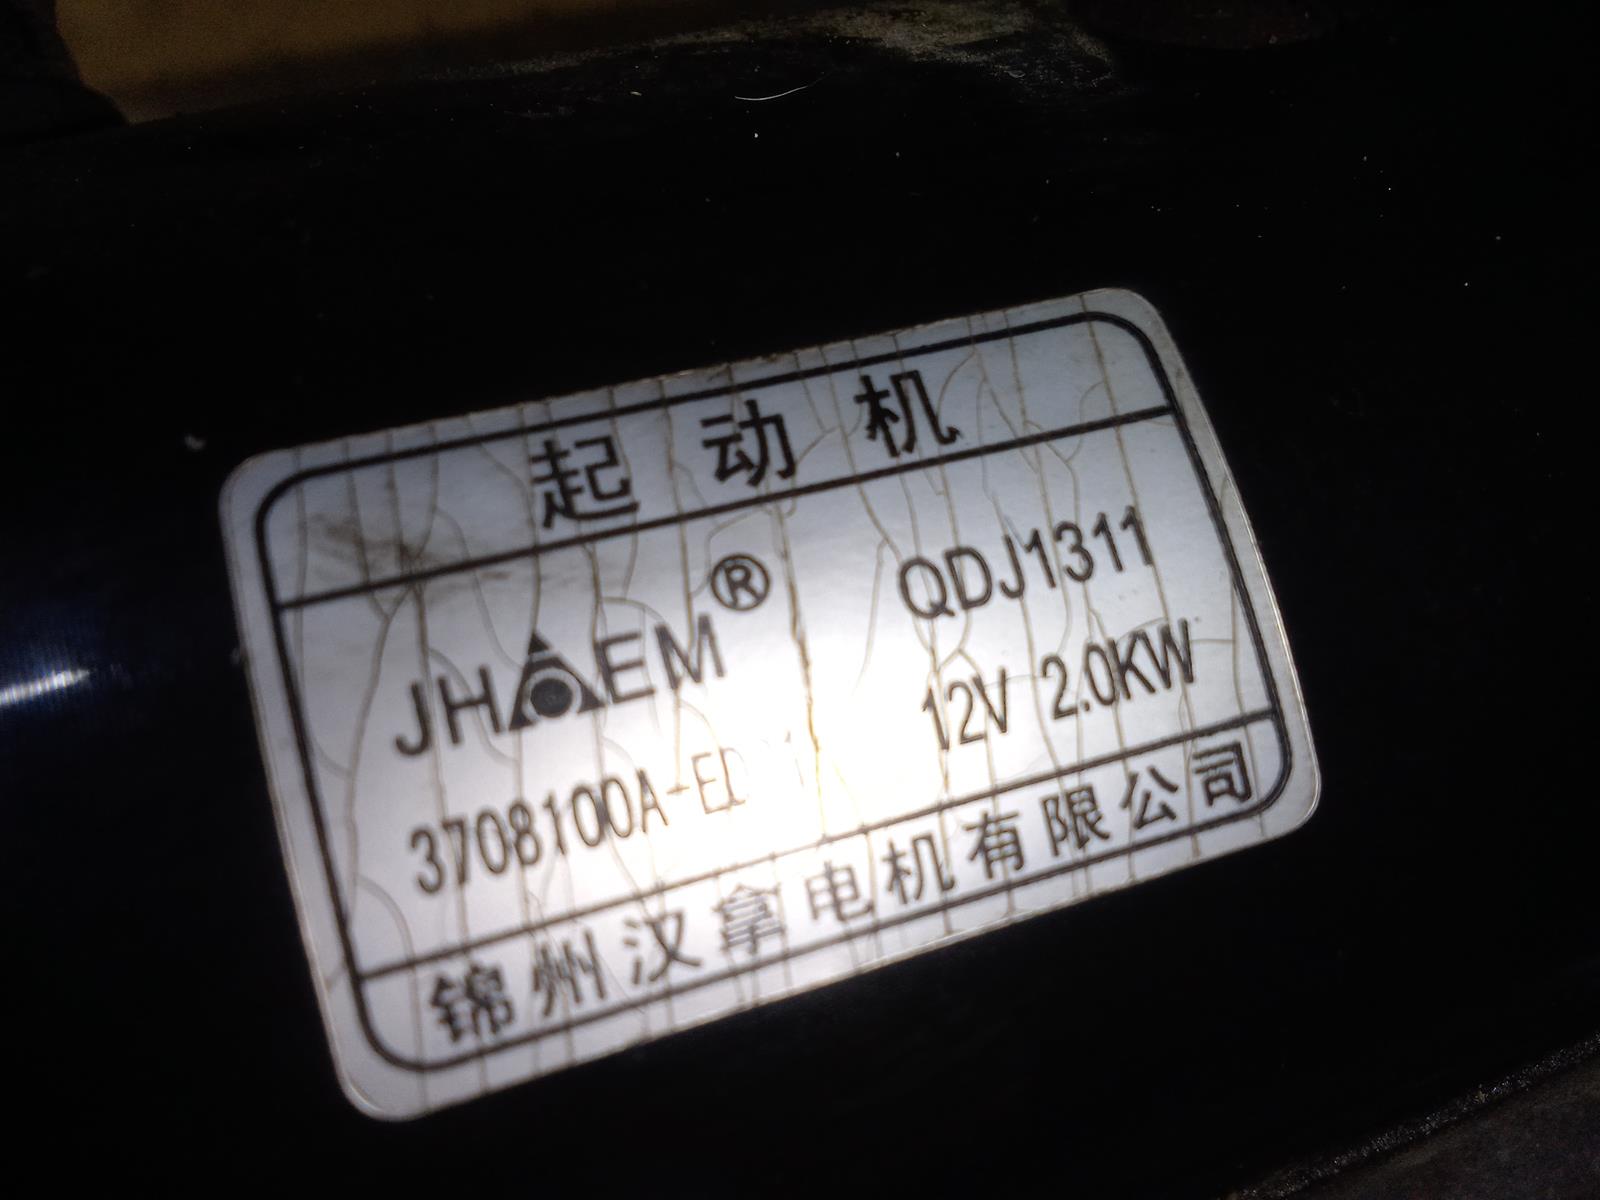 起动机
JHAEM®
QDJ1311
12V 2.0KW
3708100A-ED
锦州汉拿电机有限公司